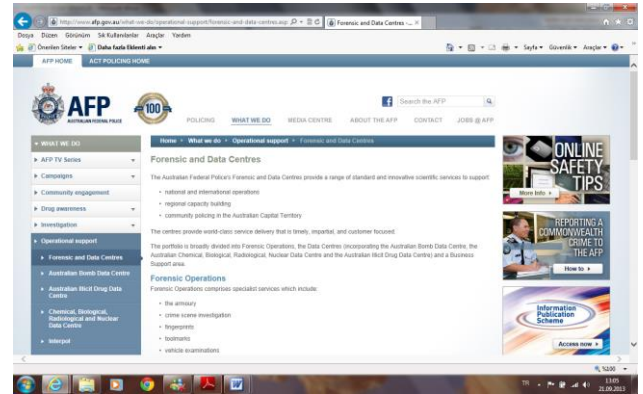 http://www.afp.gov.au/what-we-do/operational-support/forensic-and-data-centres.asp
Forensic and Data Centres -...
Dosya Düzen Görünüm Sık Kullanılanlar Araçlar Yardım
Önerilen Siteler
Daha fazla Eklenti alın
Sayfa Güvenlik Araçlar
AFP HOME ACT POLICING HOME
AFP
AUSTRALIAN FEDERAL POLICE
100
Search the AFP
POLICING WHAT WE DO MEDIA CENTRE ABOUT THE AFP CONTACT JOBS @ AFP
WHAT WE DO
AFP TV Series
Campaigns
Community engagement
Drug awareness
Investigation
Operational support
Forensic and Data Centres
Australian Bomb Data Centre
Australian Illicit Drug Data
Centre
Chemical, Biological,
Radiological and Nuclear
Data Centre
Interpol
Home What we do Operational support Forensic and Data Centres
Forensic and Data Centres
The Australian Federal Police's Forensic and Data Centres provide a range of standard and innovative scientific services to support:
national and international operations
regional capacity building
community policing in the Australian Capital Territory
The centres provide world-class service delivery that is timely, impartial, and customer focused.
The portfolio is broadly divided into Forensic Operations, the Data Centres (incorporating the Australian Bomb Data Centre, the
Australian Chemical, Biological, Radiological, Nuclear Data Centre and the Australian Illicit Drug Data Centre) and a Business
Support area.
Forensic Operations
Forensic Operations comprises specialist services which include:
the armoury
crime scene investigation
fingerprints
toolmarks
vehicle examinations
ONLINE
SAFETY
TIPS
More Info
REPORTING A
COMMONWEALTH
CRIME TO
THE AFP
How to
Information
Publication
Scheme
Access now
%100
TR
13:05
21.09.2013